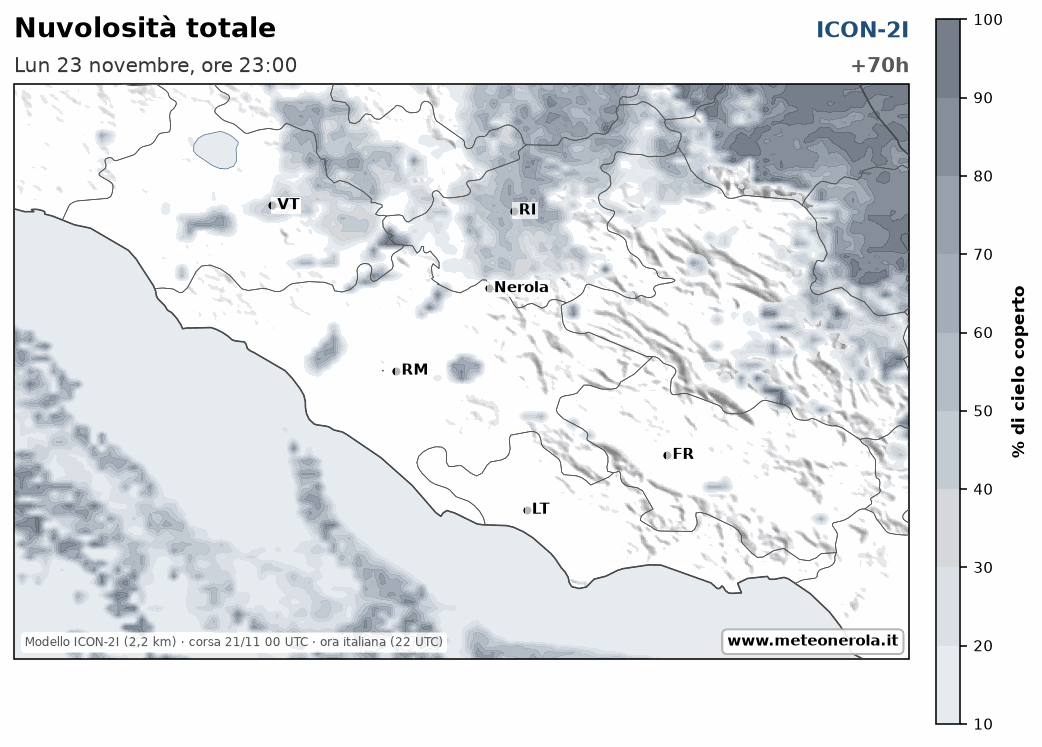 Nuvolosità totale
ICON-2I
Lun 23 novembre, ore 23:00
+70h
100
90
80
70
60
50
40
30
20
10
% di cielo coperto
VT
RI
Nerola
RM
FR
LT
Modello ICON-2I (2,2 km) · corsa 21/11 00 UTC · ora italiana (22 UTC)
www.meteonerola.it